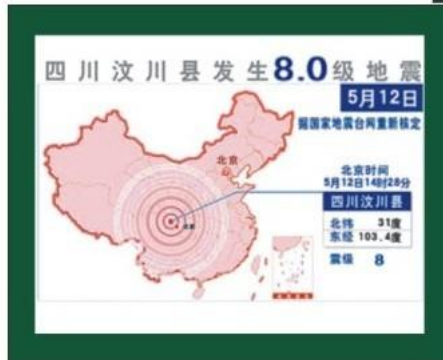 四川汶川县发生8.0级地震
5月12日
据国家地震台网重新核定
北京
北京时间
5月12日14时28分
四川汶川县
北纬 31度
东经 103.4度
震级 8